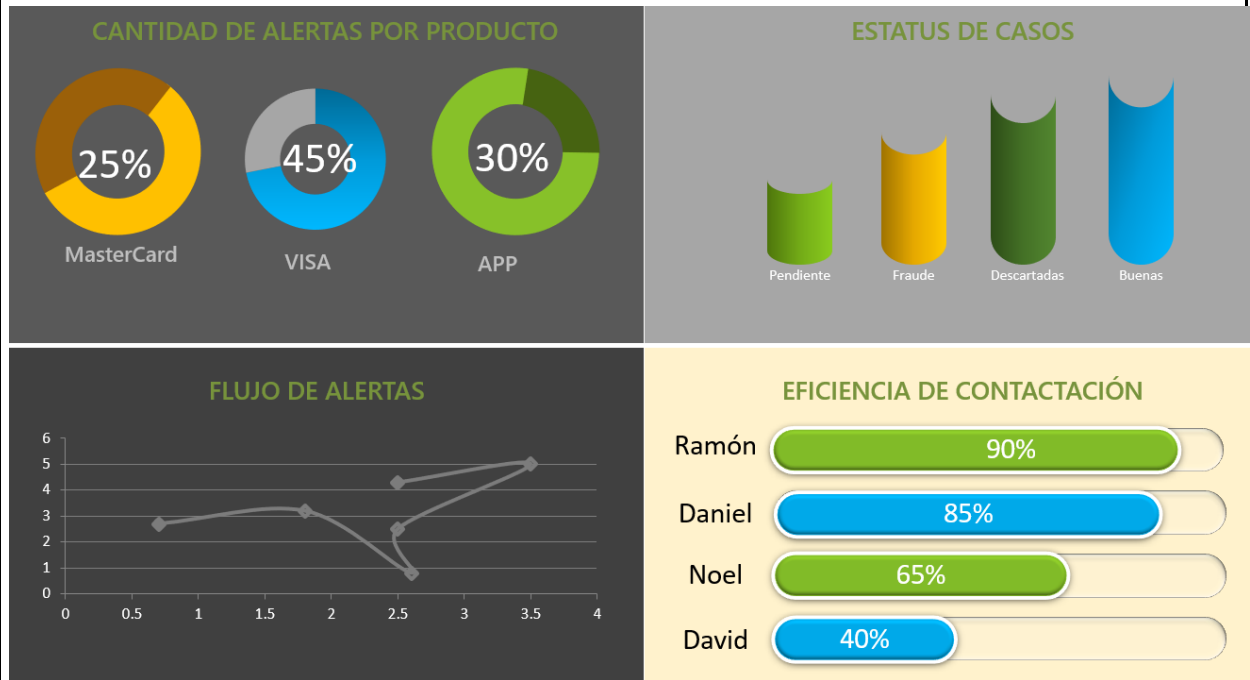 CANTIDAD DE ALERTAS POR PRODUCTO
25%
45%
30%
MasterCard
VISA
APP
ESTATUS DE CASOS
Pendiente
Fraude
Descartadas
Buenas
FLUJO DE ALERTAS
6
5
4
3
2
1
0
0 0.5 1 1.5 2 2.5 3 3.5 4
EFICIENCIA DE CONTACTACIÓN
Ramón 90%
Daniel 85%
Noel 65%
David 40%